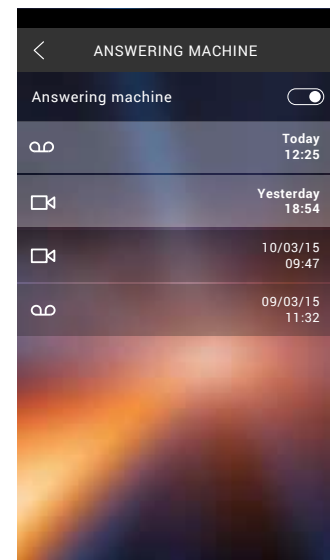 ANSWERING MACHINE
Answering machine
Today
12:25
Yesterday
18:54
10/03/15
09:47
09/03/15
11:32